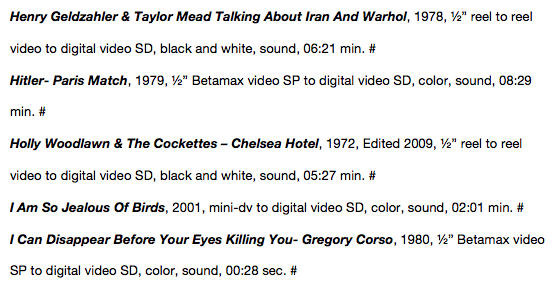 Henry Geldzahler & Taylor Mead Talking About Iran And Warhol, 1978, ½” reel to reel
video to digital video SD, black and white, sound, 06:21 min. #
Hitler- Paris Match, 1979, ½” Betamax video SP to digital video SD, color, sound, 08:29
min. #
Holly Woodlawn & The Cockettes – Chelsea Hotel, 1972, Edited 2009, ½” reel to reel
video to digital video SD, black and white, sound, 05:27 min. #
I Am So Jealous Of Birds, 2001, mini-dv to digital video SD, color, sound, 02:01 min. #
I Can Disappear Before Your Eyes Killing You- Gregory Corso, 1980, ½” Betamax video
SP to digital video SD, color, sound, 00:28 sec. #